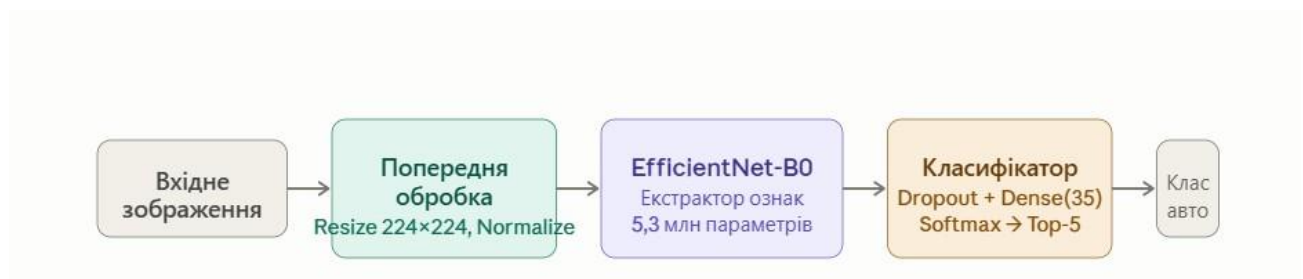 Вхідне
зображення
Попередня
обробка
Resize 224×224, Normalize
EfficientNet-B0
Екстрактор ознак
5,3 млн параметрів
Класифікатор
Dropout + Dense(35)
Softmax → Top-5
Клас
авто